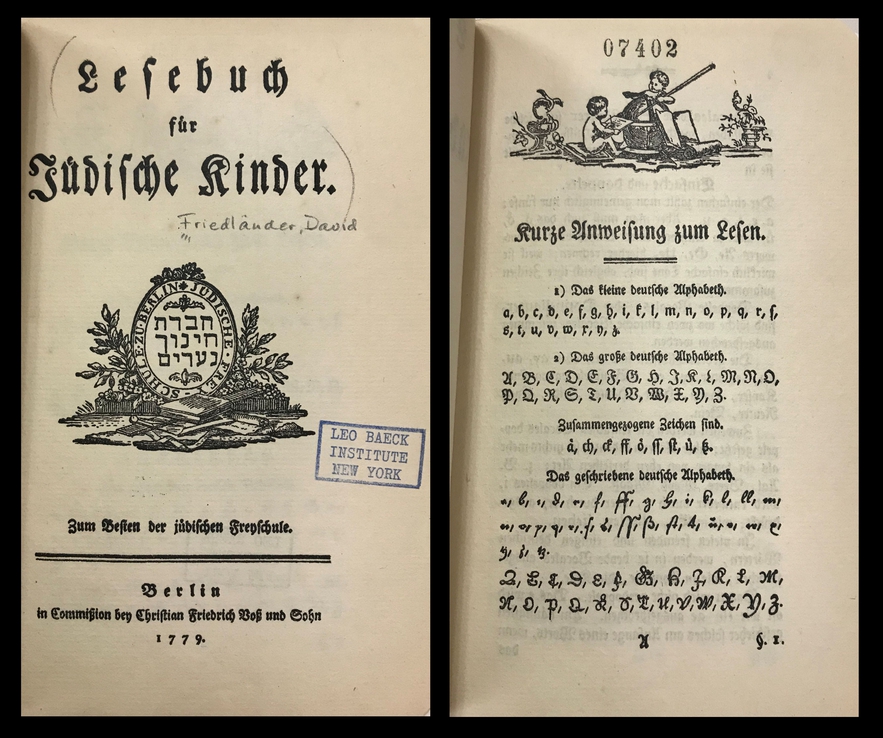 Lesebuch
für
Jüdische Kinder.
Friedländer, David
SCHULE·ZU·BERLIN·JÜDISCHE·FREI·
חברת
חינוך
נערים
LEO BAECK
INSTITUTE
NEW YORK
Zum Besten der jüdischen Freyschule.
Berlin
in Commißion bey Christian Friedrich Voß und Sohn
1779.
07402
Kurze Anweisung zum Lesen.
1) Das kleine deutsche Alphabeth.
a, b, c, d, e, f, g, h, i, k, l, m, n, o, p, q, r, ſ,
s, t, u, v, w, x, y, z.
2) Das große deutsche Alphabeth.
A, B, C, D, E, F, G, H, I, K, L, M, N, O,
P, Q, R, S, T, U, V, W, X, Y, Z.
Zusammengezogene Zeichen sind.
å, ch, ck, ff, ö, ſſ, ſt, ü, tz.
Das geschriebene deutsche Alphabeth.
A, B, C, D, E, F, G, H, J, K, L, M,
N, O, P, Q, R, S, T, U, V, W, X, Y, Z.
A §. 1.